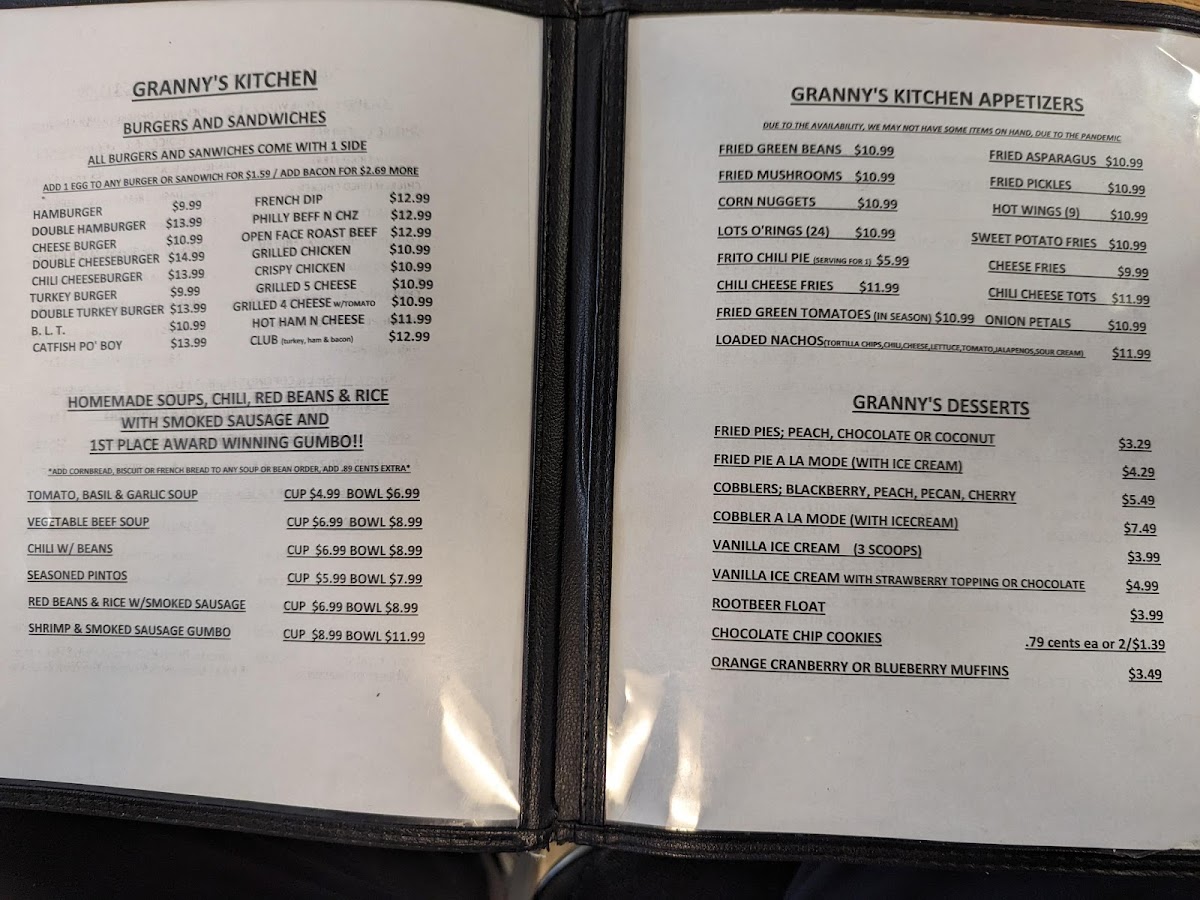 GRANNY'S KITCHEN
BURGERS AND SANDWICHES
ALL BURGERS AND SANWICHES COME WITH 1 SIDE
ADD 1 EGG TO ANY BURGER OR SANDWICH FOR $1.59 / ADD BACON FOR $2.69 MORE
HAMBURGER $9.99
DOUBLE HAMBURGER $13.99
CHEESE BURGER $10.99
DOUBLE CHEESEBURGER $14.99
CHILI CHEESEBURGER $13.99
TURKEY BURGER $9.99
DOUBLE TURKEY BURGER $13.99
B. L. T. $10.99
CATFISH PO' BOY $13.99
FRENCH DIP $12.99
PHILLY BEFF N CHZ $12.99
OPEN FACE ROAST BEEF $12.99
GRILLED CHICKEN $10.99
CRISPY CHICKEN $10.99
GRILLED 5 CHEESE $10.99
GRILLED 4 CHEESE W/TOMATO $10.99
HOT HAM N CHEESE $11.99
CLUB (turkey, ham & bacon) $12.99
HOMEMADE SOUPS, CHILI, RED BEANS & RICE
WITH SMOKED SAUSAGE AND
1ST PLACE AWARD WINNING GUMBO!!
*ADD CORNBREAD, BISCUIT OR FRENCH BREAD TO ANY SOUP OR BEAN ORDER, ADD .89 CENTS EXTRA*
TOMATO, BASIL & GARLIC SOUP CUP $4.99 BOWL $6.99
VEGETABLE BEEF SOUP CUP $6.99 BOWL $8.99
CHILI W/ BEANS CUP $6.99 BOWL $8.99
SEASONED PINTOS CUP $5.99 BOWL $7.99
RED BEANS & RICE W/SMOKED SAUSAGE CUP $6.99 BOWL $8.99
SHRIMP & SMOKED SAUSAGE GUMBO CUP $8.99 BOWL $11.99
GRANNY'S KITCHEN APPETIZERS
DUE TO THE AVAILABILITY, WE MAY NOT HAVE SOME ITEMS ON HAND, DUE TO THE PANDEMIC
FRIED GREEN BEANS $10.99 FRIED ASPARAGUS $10.99
FRIED MUSHROOMS $10.99 FRIED PICKLES $10.99
CORN NUGGETS $10.99 HOT WINGS (9) $10.99
LOTS O'RINGS (24) $10.99 SWEET POTATO FRIES $10.99
FRITO CHILI PIE (SERVING FOR 1) $5.99 CHEESE FRIES $9.99
CHILI CHEESE FRIES $11.99 CHILI CHEESE TOTS $11.99
FRIED GREEN TOMATOES (IN SEASON) $10.99 ONION PETALS $10.99
LOADED NACHOS(TORTILLA CHIPS,CHILI,CHEESE,LETTUCE,TOMATO,JALAPENOS,SOUR CREAM) $11.99
GRANNY'S DESSERTS
FRIED PIES; PEACH, CHOCOLATE OR COCONUT $3.29
FRIED PIE A LA MODE (WITH ICE CREAM) $4.29
COBBLERS; BLACKBERRY, PEACH, PECAN, CHERRY $5.49
COBBLER A LA MODE (WITH ICECREAM) $7.49
VANILLA ICE CREAM (3 SCOOPS) $3.99
VANILLA ICE CREAM WITH STRAWBERRY TOPPING OR CHOCOLATE $4.99
ROOTBEER FLOAT $3.99
CHOCOLATE CHIP COOKIES .79 cents ea or 2/$1.39
ORANGE CRANBERRY OR BLUEBERRY MUFFINS $3.49